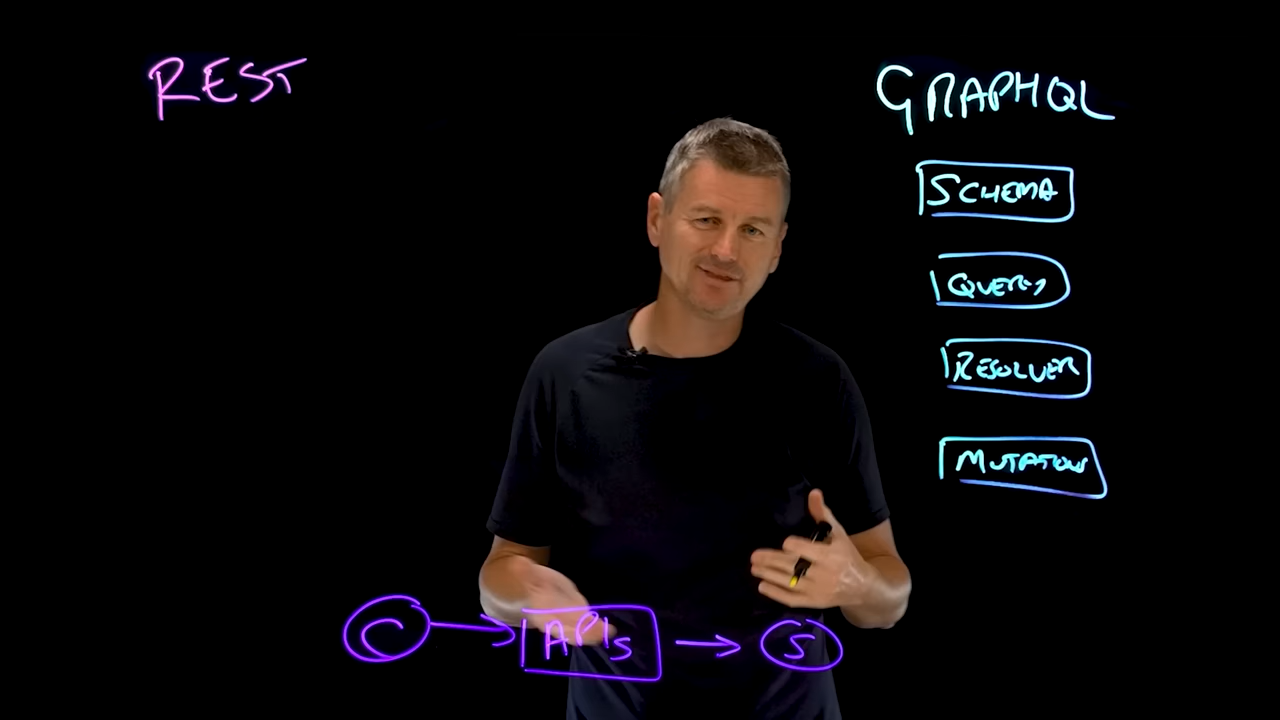 REST
GRAPHQL
SCHEMA
QUERY
RESOLVER
MUTATION
C
APIs
S